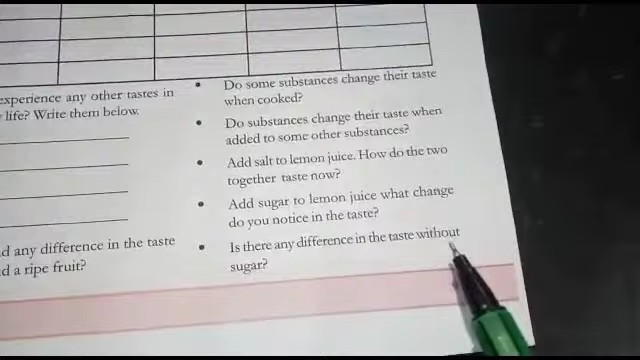 experience any other tastes in
life? Write them below.
d any difference in the taste
d a ripe fruit?
• Do some substances change their taste
when cooked?
• Do substances change their taste when
added to some other substances?
• Add salt to lemon juice. How do the two
together taste now?
• Add sugar to lemon juice what change
do you notice in the taste?
• Is there any difference in the taste without
sugar?